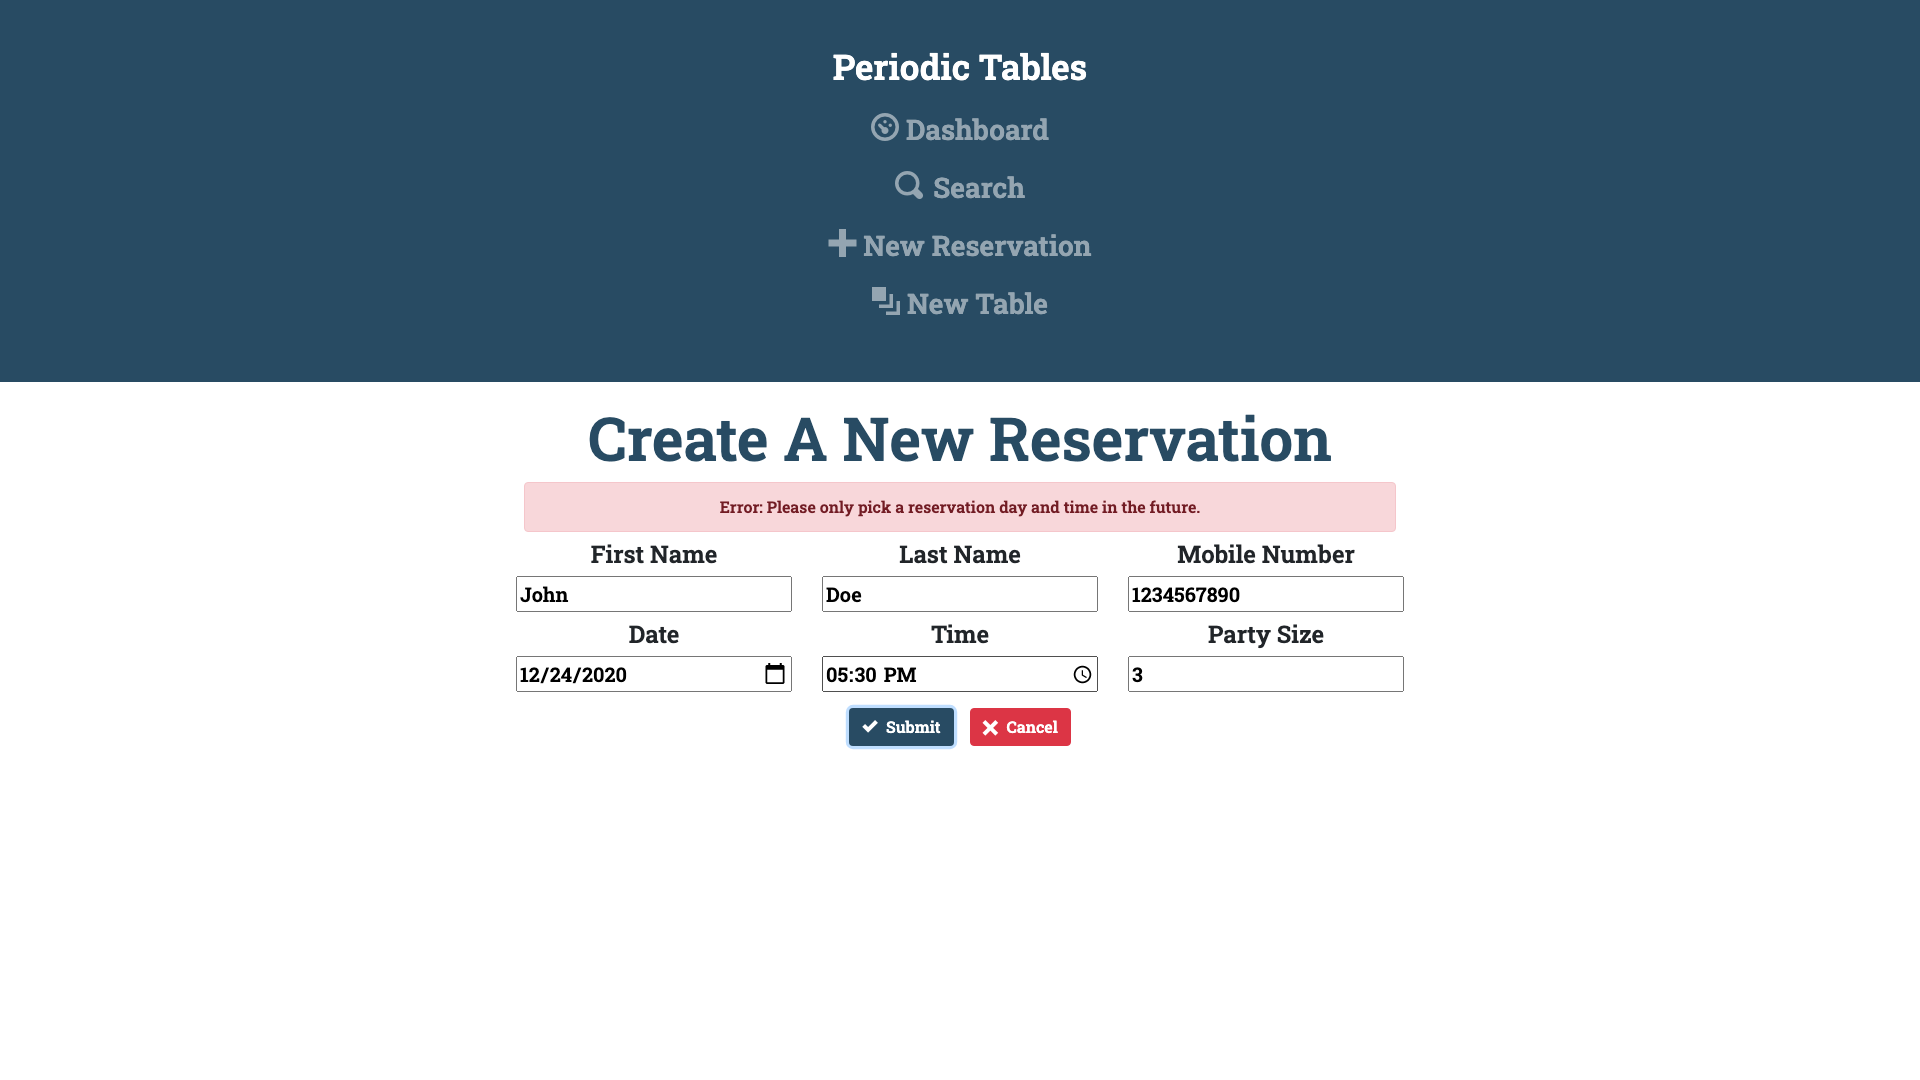 Periodic Tables
Dashboard
Search
New Reservation
New Table
Create A New Reservation
Error: Please only pick a reservation day and time in the future.
First Name Last Name Mobile Number
John Doe 1234567890
Date Time Party Size
12/24/2020 05:30 PM 3
Submit Cancel